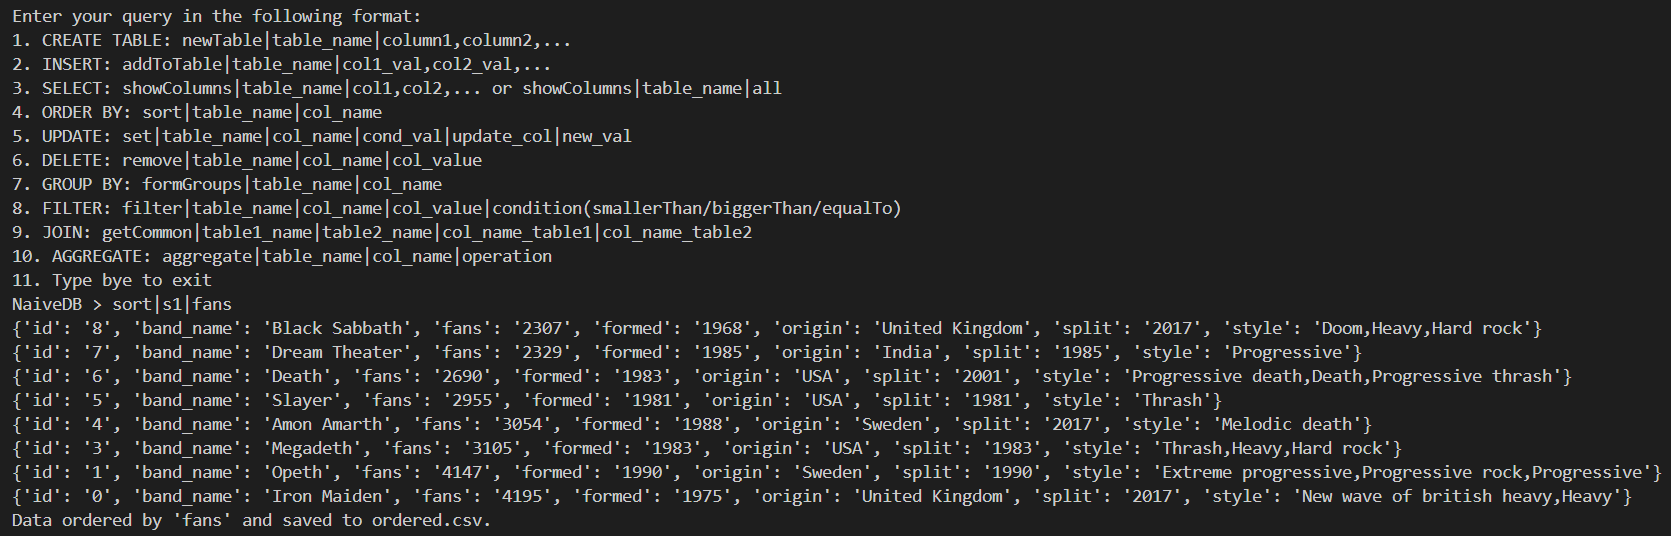 Enter your query in the following format:
1. CREATE TABLE: newTable|table_name|column1,column2,...
2. INSERT: addToTable|table_name|col1_val,col2_val,...
3. SELECT: showColumns|table_name|col1,col2,... or showColumns|table_name|all
4. ORDER BY: sort|table_name|col_name
5. UPDATE: set|table_name|col_name|cond_val|update_col|new_val
6. DELETE: remove|table_name|col_name|col_value
7. GROUP BY: formGroups|table_name|col_name
8. FILTER: filter|table_name|col_name|col_value|condition(smallerThan/biggerThan/equalTo)
9. JOIN: getCommon|table1_name|table2_name|col_name_table1|col_name_table2
10. AGGREGATE: aggregate|table_name|col_name|operation
11. Type bye to exit
NaiveDB > sort|s1|fans
{'id': '8', 'band_name': 'Black Sabbath', 'fans': '2307', 'formed': '1968', 'origin': 'United Kingdom', 'split': '2017', 'style': 'Doom,Heavy,Hard rock'}
{'id': '7', 'band_name': 'Dream Theater', 'fans': '2329', 'formed': '1985', 'origin': 'India', 'split': '1985', 'style': 'Progressive'}
{'id': '6', 'band_name': 'Death', 'fans': '2690', 'formed': '1983', 'origin': 'USA', 'split': '2001', 'style': 'Progressive death,Death,Progressive thrash'}
{'id': '5', 'band_name': 'Slayer', 'fans': '2955', 'formed': '1981', 'origin': 'USA', 'split': '1981', 'style': 'Thrash'}
{'id': '4', 'band_name': 'Amon Amarth', 'fans': '3054', 'formed': '1988', 'origin': 'Sweden', 'split': '2017', 'style': 'Melodic death'}
{'id': '3', 'band_name': 'Megadeth', 'fans': '3105', 'formed': '1983', 'origin': 'USA', 'split': '1983', 'style': 'Thrash,Heavy,Hard rock'}
{'id': '1', 'band_name': 'Opeth', 'fans': '4147', 'formed': '1990', 'origin': 'Sweden', 'split': '1990', 'style': 'Extreme progressive,Progressive rock,Progressive'}
{'id': '0', 'band_name': 'Iron Maiden', 'fans': '4195', 'formed': '1975', 'origin': 'United Kingdom', 'split': '2017', 'style': 'New wave of british heavy,Heavy'}
Data ordered by 'fans' and saved to ordered.csv.